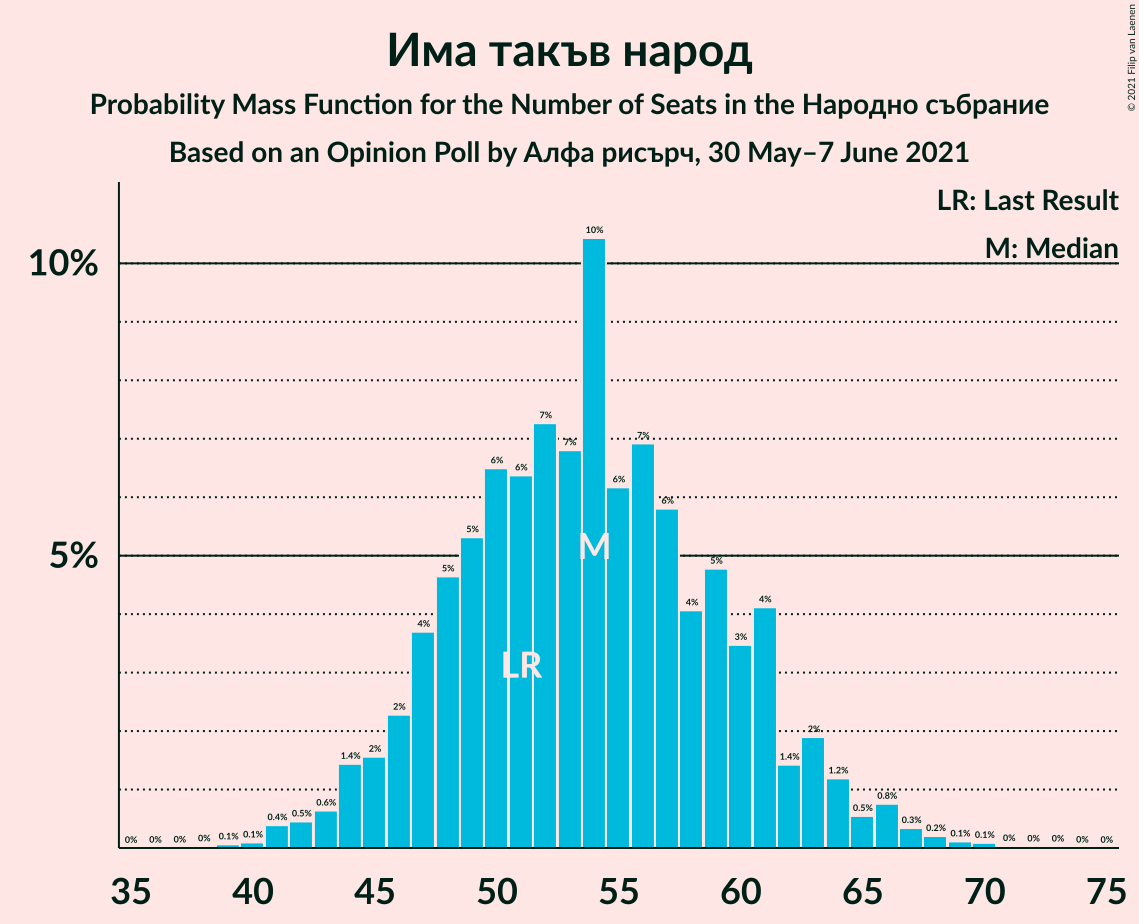 Има такъв народ
Probability Mass Function for the Number of Seats in the Народно събрание
Based on an Opinion Poll by Алфа рисърч, 30 May–7 June 2021
© 2021 Filip van Laenen
LR: Last Result
M: Median
10%
5%
0% 0% 0% 0% 0.1% 0.1% 0.4% 0.5% 0.6% 1.4% 2% 2% 4% 5% 5% 6% 6% 7% 7% 10% 6% 7% 6% 4% 5% 3% 4% 1.4% 2% 1.2% 0.5% 0.8% 0.3% 0.2% 0.1% 0.1% 0% 0% 0% 0% 0%
M
LR
35 40 45 50 55 60 65 70 75